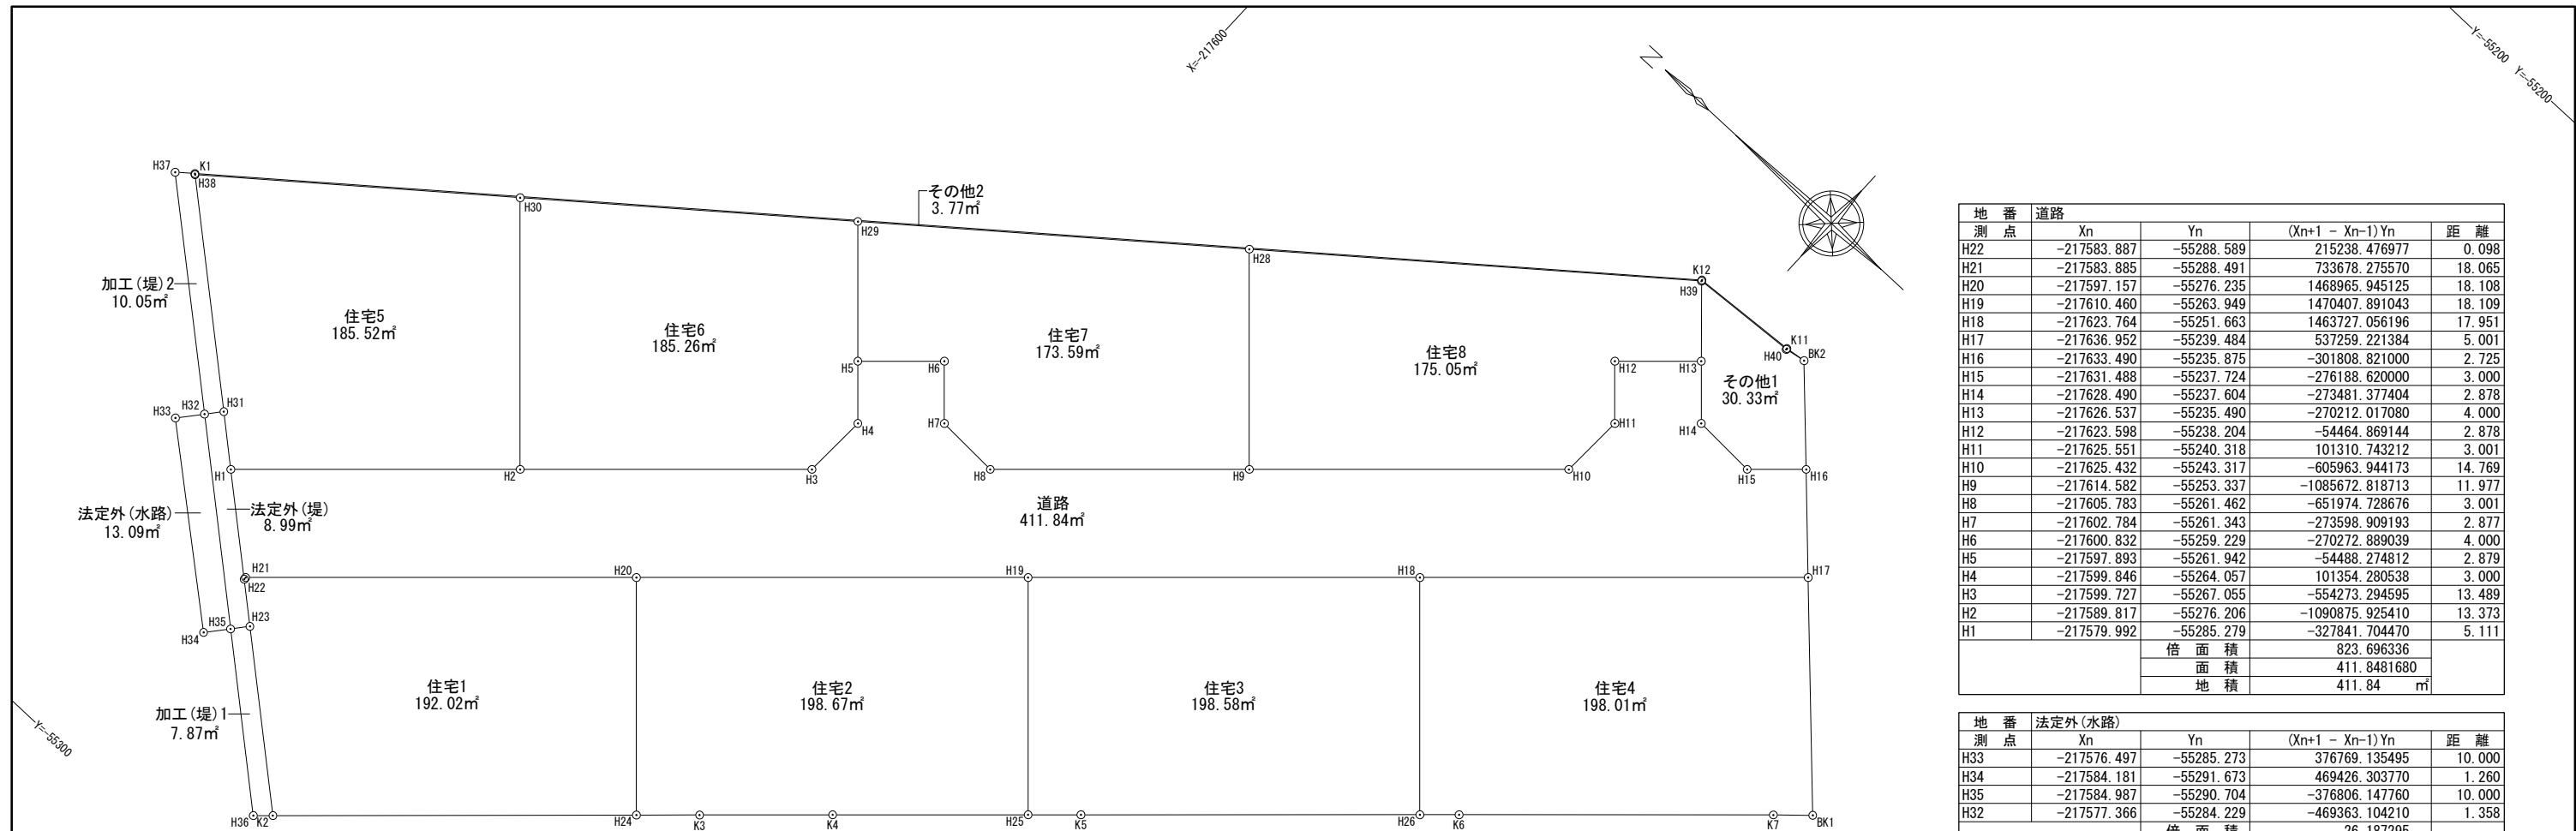 X=-217600
Y=-55200
Y=-55200
N
H37
K1
H38
H30
その他2
3.77㎡
H29
H28
K12
H39
K11
H40
BK2
加工(堤)2
10.05㎡
住宅5
185.52㎡
住宅6
185.26㎡
住宅7
173.59㎡
住宅8
175.05㎡
その他1
30.33㎡
H5
H6
H12
H13
H33
H32
H31
H4
H7
H11
H14
H1
H2
H3
H8
H9
H10
H15
H16
法定外(水路)
13.09㎡
法定外(堤)
8.99㎡
道路
411.84㎡
H21
H22
H20
H19
H18
H17
H35
H23
H34
加工(堤)1
7.87㎡
住宅1
192.02㎡
住宅2
198.67㎡
住宅3
198.58㎡
住宅4
198.01㎡
Y=-55300
H36
K2
H24
K3
K4
H25
K5
H26
K6
K7
BK1
地番 道路
測点 Xn Yn (Xn+1 - Xn-1)Yn 距離
H22 -217583.887 -55288.589 215238.476977 0.098
H21 -217583.885 -55288.491 733678.275570 18.065
H20 -217597.157 -55276.235 1468965.945125 18.108
H19 -217610.460 -55263.949 1470407.891043 18.109
H18 -217623.764 -55251.663 1463727.056196 17.951
H17 -217636.952 -55239.484 537259.221384 5.001
H16 -217633.490 -55235.875 -301808.821000 2.725
H15 -217631.488 -55237.724 -276188.620000 3.000
H14 -217628.490 -55237.604 -273481.377404 2.878
H13 -217626.537 -55235.490 -270212.017080 4.000
H12 -217623.598 -55238.204 -54464.869144 2.878
H11 -217625.551 -55240.318 101310.743212 3.001
H10 -217625.432 -55243.317 -605963.944173 14.769
H9 -217614.582 -55253.337 -1085672.818713 11.977
H8 -217605.783 -55261.462 -651974.728676 3.001
H7 -217602.784 -55261.343 -273598.909193 2.877
H6 -217600.832 -55259.229 -270272.889039 4.000
H5 -217597.893 -55261.942 -54488.274812 2.879
H4 -217599.846 -55264.057 101354.280538 3.000
H3 -217599.727 -55267.055 -554273.294595 13.489
H2 -217589.817 -55276.206 -1090875.925410 13.373
H1 -217579.992 -55285.279 -327841.704470 5.111
倍面積 823.696336
面積 411.8481680
地積 411.84 ㎡
地番 法定外(水路)
測点 Xn Yn (Xn+1 - Xn-1)Yn 距離
H33 -217576.497 -55285.273 376769.135495 10.000
H34 -217584.181 -55291.673 469426.303770 1.260
H35 -217584.987 -55290.704 -376806.147760 10.000
H32 -217577.366 -55284.229 -469363.104210 1.358
倍面積 26.187295